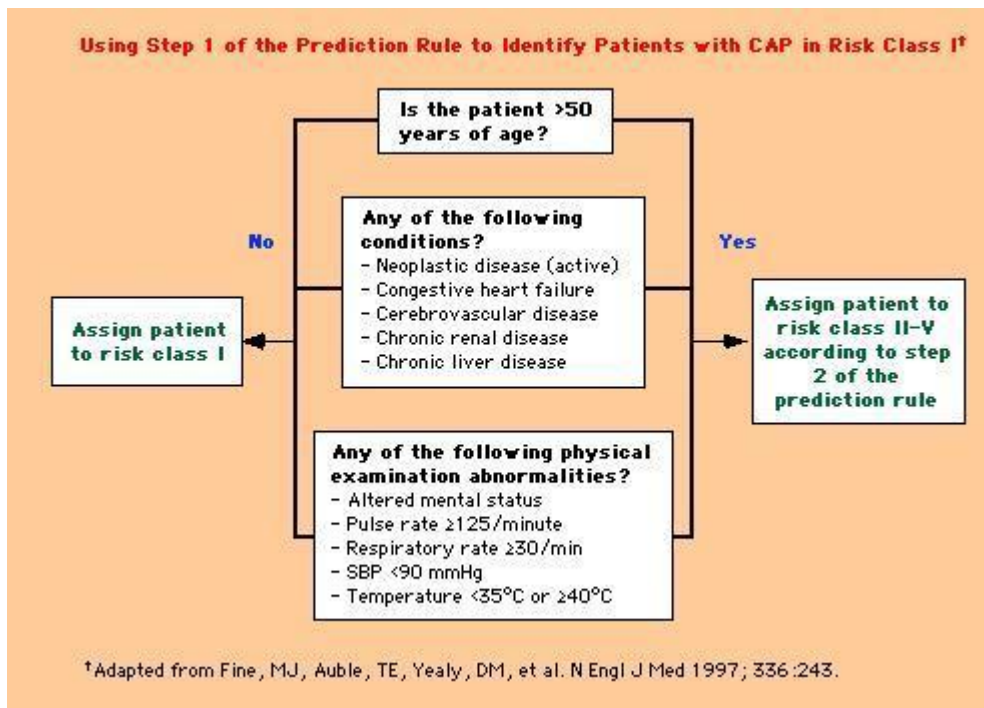 Using Step 1 of the Prediction Rule to Identify Patients with CAP in Risk Class I†
Is the patient >50
years of age?
No
Yes
Any of the following
conditions?
- Neoplastic disease (active)
- Congestive heart failure
- Cerebrovascular disease
- Chronic renal disease
- Chronic liver disease
Assign patient
to risk class I
Assign patient to
risk class II-V
according to step
2 of the
prediction rule
Any of the following physical
examination abnormalities?
- Altered mental status
- Pulse rate ≥125/minute
- Respiratory rate ≥30/min
- SBP <90 mmHg
- Temperature <35°C or ≥40°C
†Adapted from Fine, MJ, Auble, TE, Yealy, DM, et al. N Engl J Med 1997; 336:243.